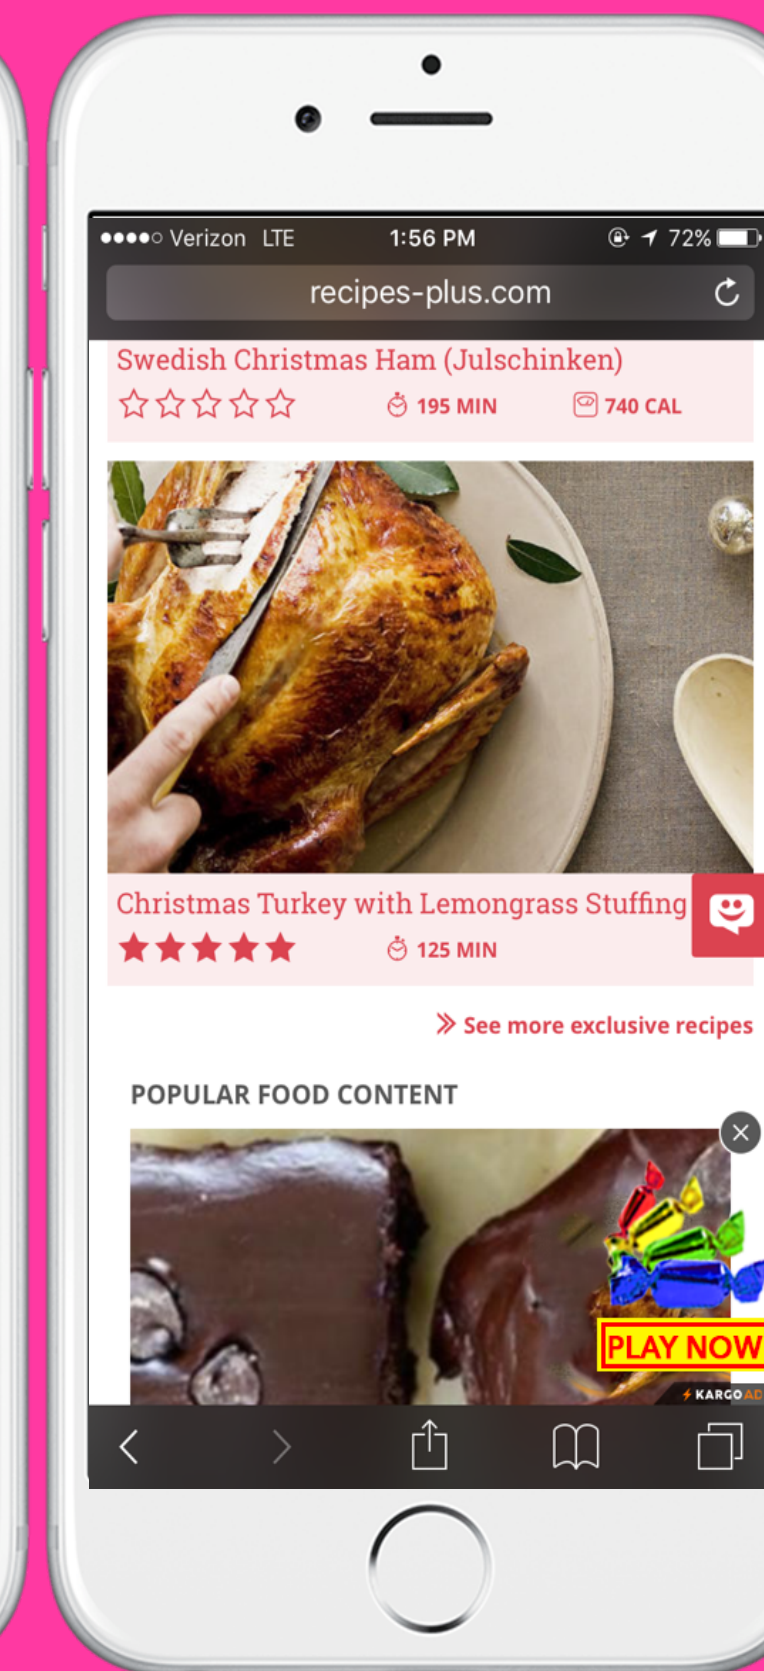 Verizon LTE 1:56 PM 72%
recipes-plus.com
Swedish Christmas Ham (Julschinken)
195 MIN 740 CAL
Christmas Turkey with Lemongrass Stuffing
125 MIN
See more exclusive recipes
POPULAR FOOD CONTENT
PLAY NOW
KARGO AD